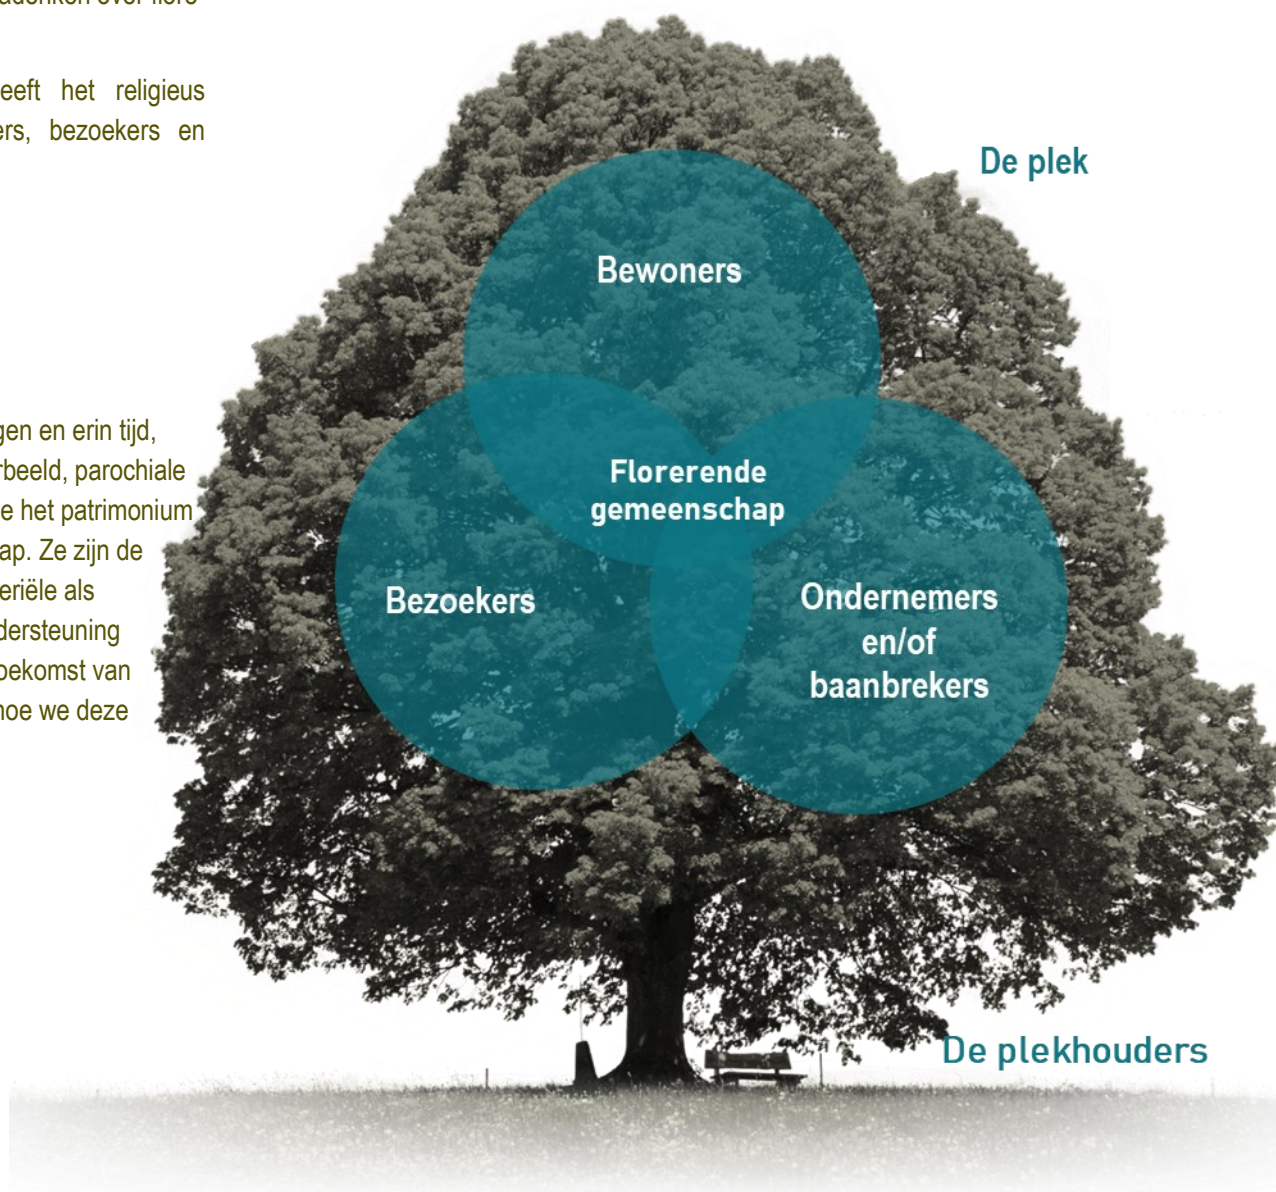 over
eeft het religieus
ers, bezoekers en
gen en erin tijd,
rbeeld, parochiale
e het patrimonium
ap. Ze zijn de
eriële als
dersteuning
oekomst van
hoe we deze
De plek
Bewoners
Florerende
gemeenschap
Bezoekers
Ondernemers
en/of
baanbrekers
De plekhouders